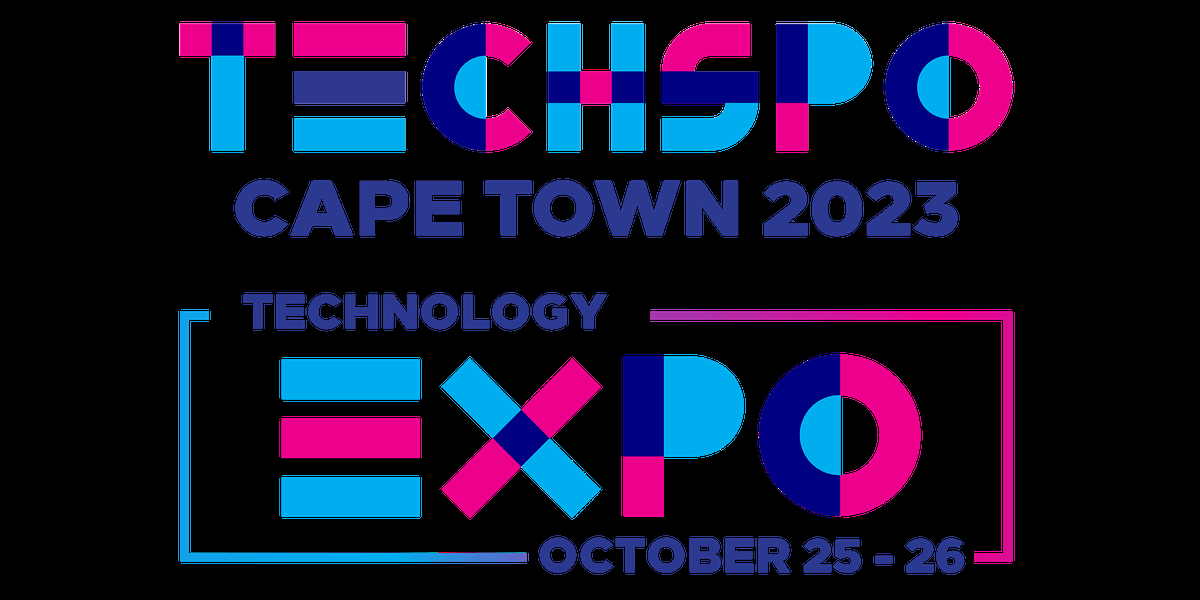 TECHSPO
CAPE TOWN 2023
TECHNOLOGY
EXPO
OCTOBER 25 - 26